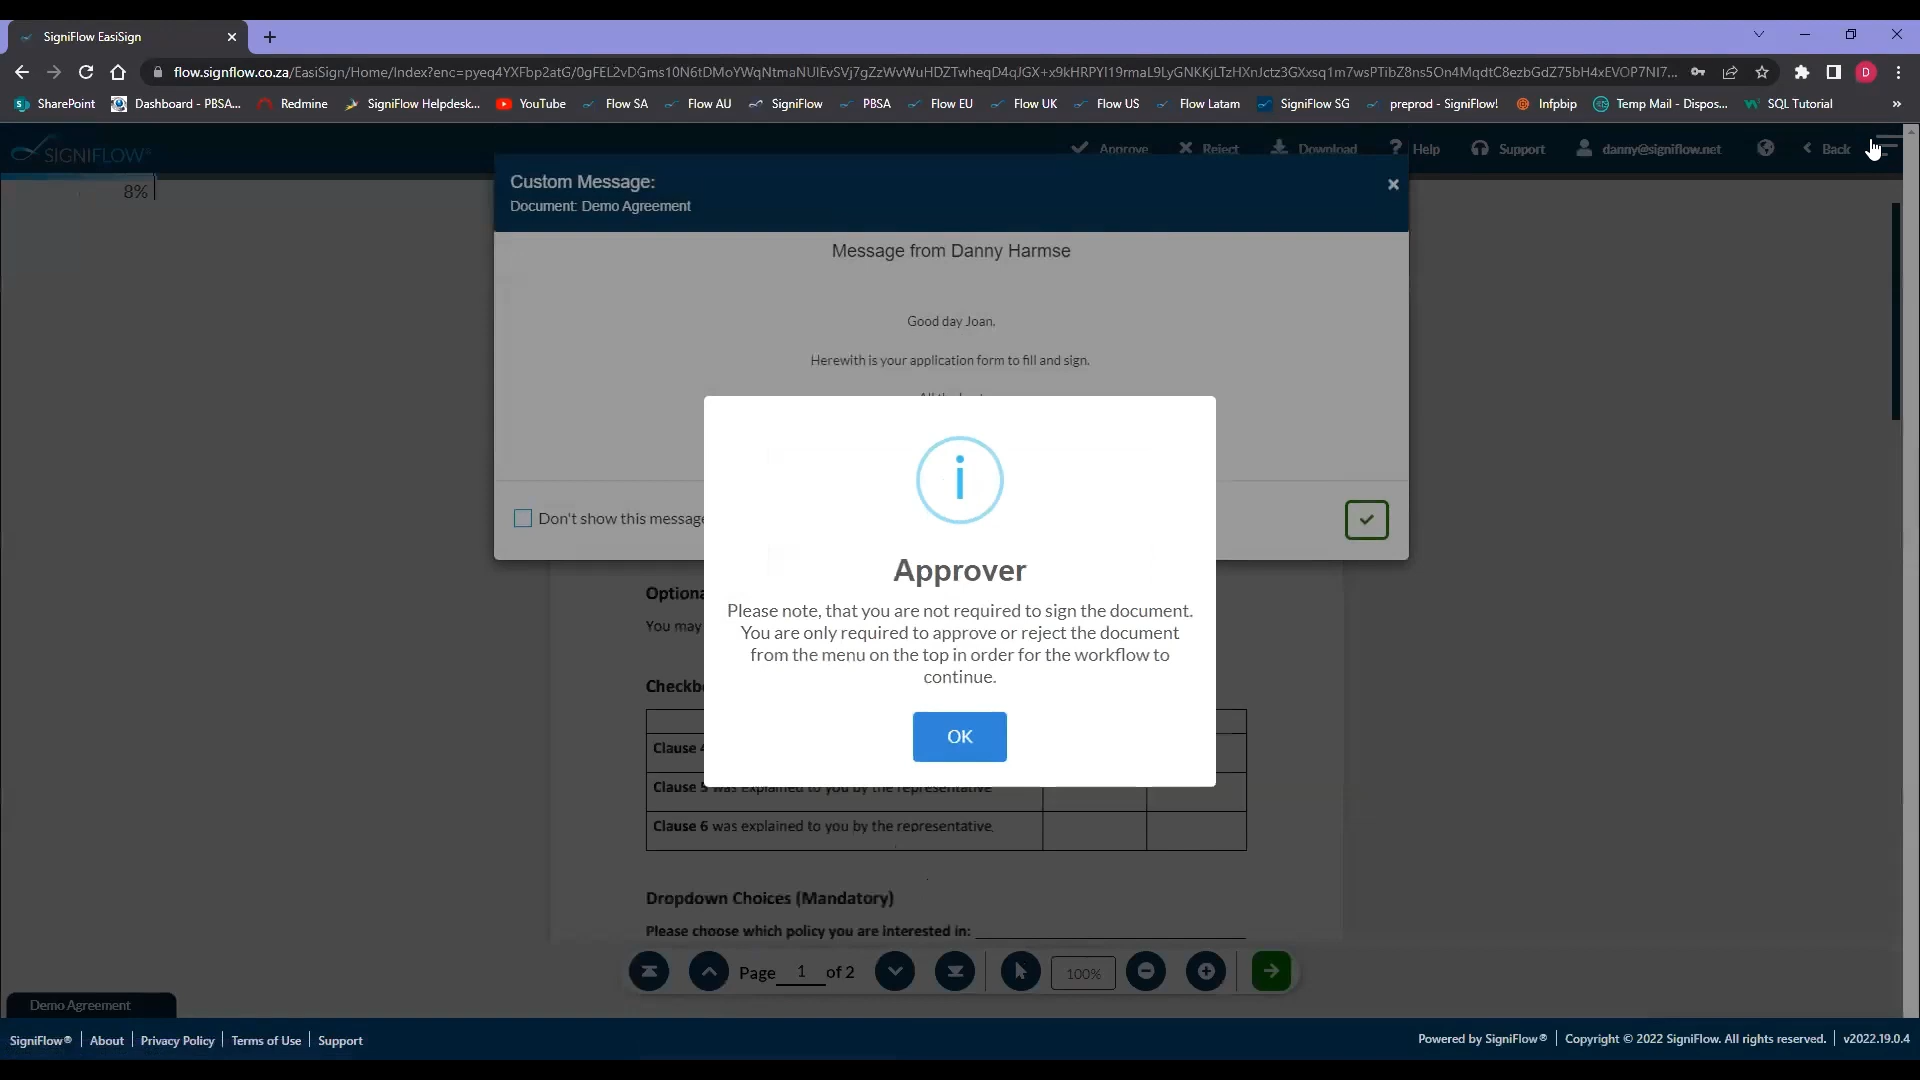 SigniFlow EasiSign
flow.signflow.co.za/EasiSign/Home/Index?enc=pyeq4YXFbp2atG/0gFEL2vDGms10N6tDMoYWqNtmaNUlEvSVj7gZzWvWuHDZTwheqD4qJGX+x9kHRPYI19rmaL9LyGNKKjLTzHXnJctz3GXxsq1m7wsPTibZ8ns5On4MqdtC8ezbGdZ75bH4xEVOP7NI7...
SharePoint
Dashboard - PBSA...
Redmine
SigniFlow Helpdesk...
YouTube
Flow SA
Flow AU
SigniFlow
PBSA
Flow EU
Flow UK
Flow US
Flow Latam
SigniFlow SG
preprod - SigniFlow!
Infpbip
Temp Mail - Dispos...
SQL Tutorial
D
SIGNIFLOW
Approve
Reject
Download
Help
Support
danny@signiflow.net
Back
8%
Custom Message:
Document: Demo Agreement
Message from Danny Harmse
Good day Joan,
Herewith is your application form to fill and sign.
Don't show this message
Approver
Please note, that you are not required to sign the document.
You are only required to approve or reject the document
from the menu on the top in order for the workflow to
continue.
OK
You may
Clause 5 was explained to you by the representative
Clause 6 was explained to you by the representative.
Dropdown Choices (Mandatory)
Please choose which policy you are interested in:
Page 1 of 2
100%
Demo Agreement
SigniFlow®
About
Privacy Policy
Terms of Use
Support
Powered by SigniFlow®
Copyright © 2022 SigniFlow. All rights reserved.
v2022.19.0.4